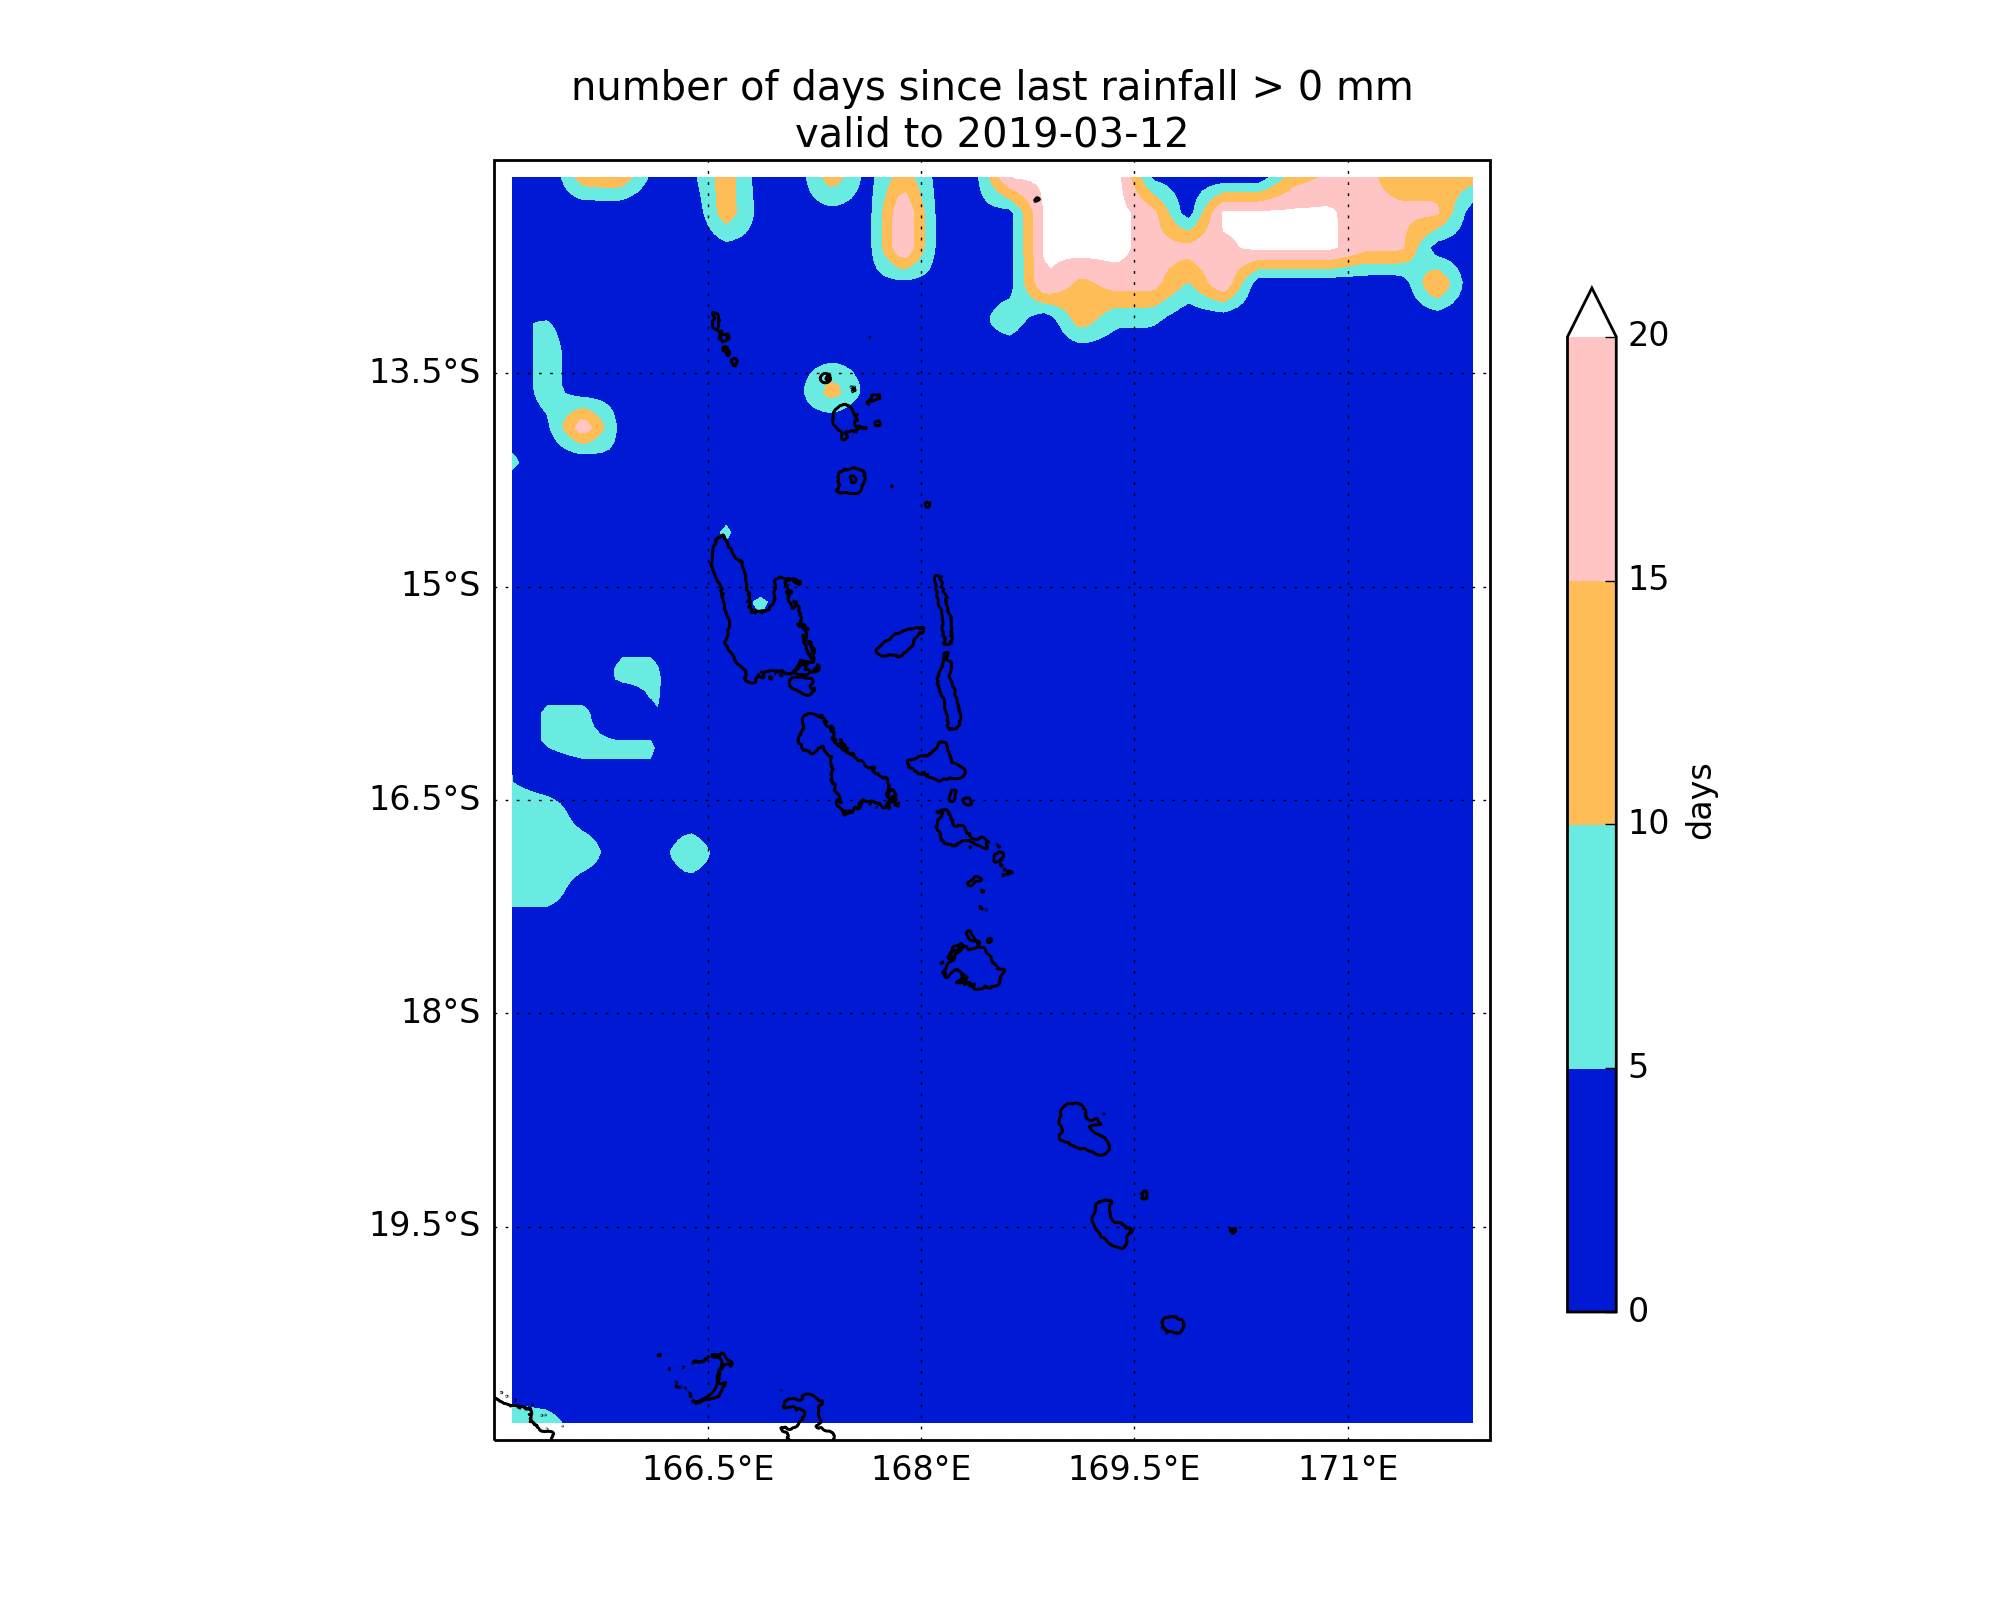 number of days since last rainfall > 0 mm
valid to 2019-03-12
13.5°S
15°S
16.5°S
18°S
19.5°S
166.5°E
168°E
169.5°E
171°E
20
15
10
5
0
days